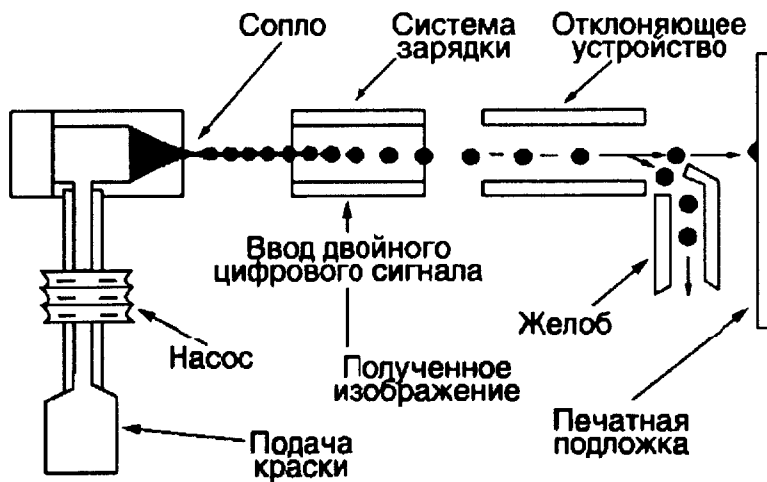 Сопло
Система
зарядки
Отклоняющее
устройство
Ввод двойного
цифрового сигнала
Насос
Полученное
изображение
Желоб
Подача
краски
Печатная
подложка